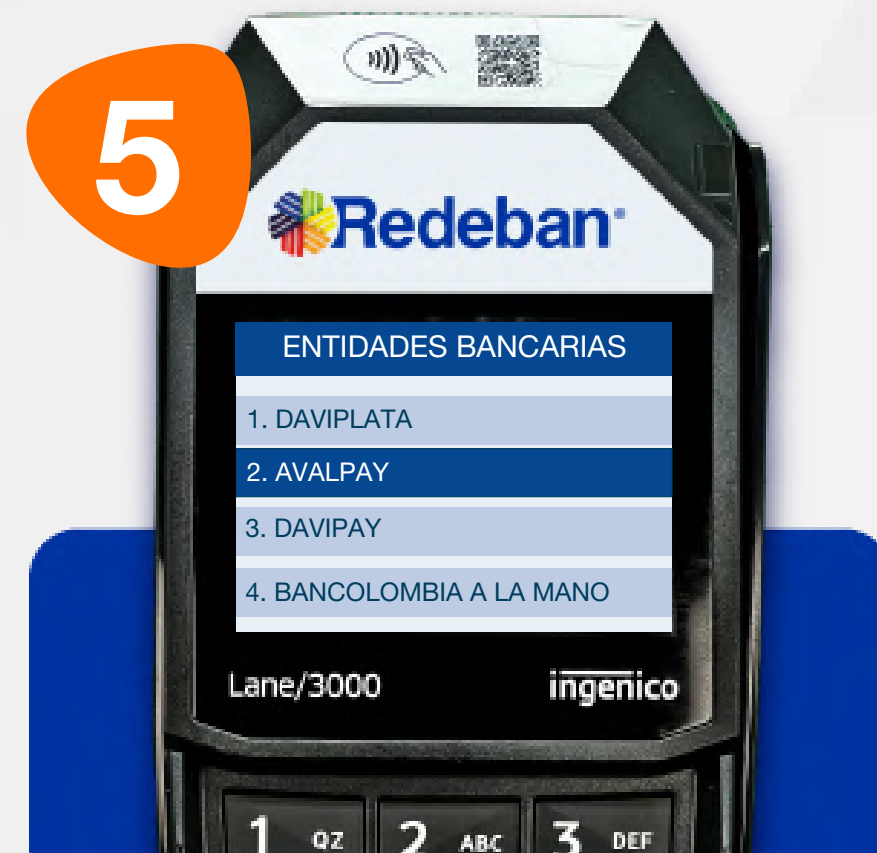 5
Redeban
ENTIDADES BANCARIAS
1. DAVIPLATA
2. AVALPAY
3. DAVIPAY
4. BANCOLOMBIA A LA MANO
Lane/3000 ingenico
1 QZ 2 ABC 3 DEF